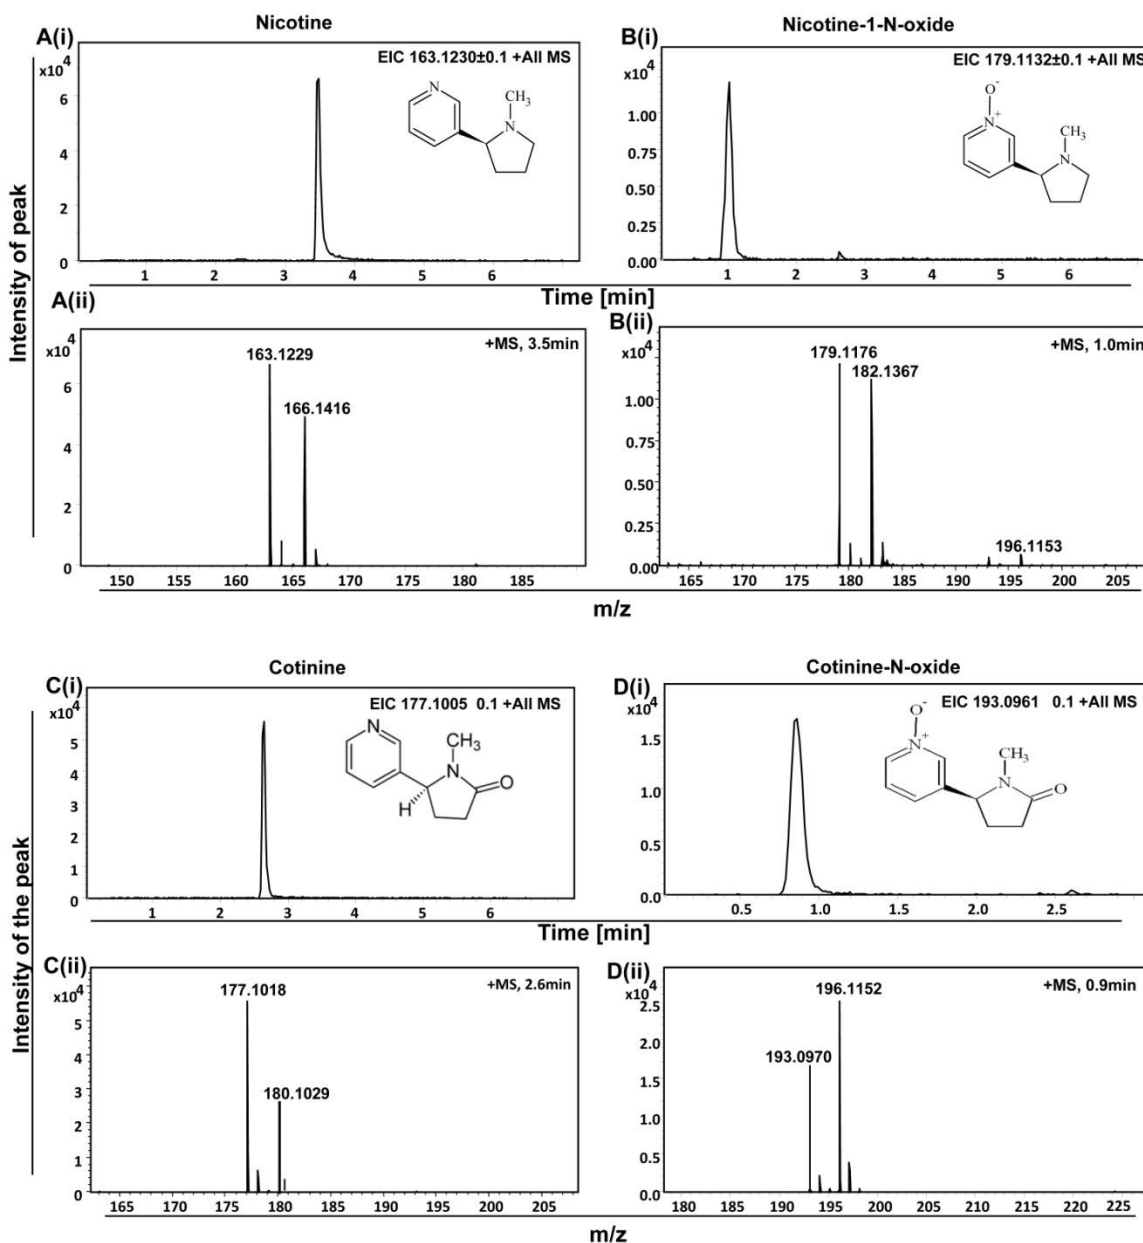 Nicotine
Nicotine-1-N-oxide
A(i)
B(i)
EIC 163.1230±0.1 +All MS
EIC 179.1132±0.1 +All MS
x10 4
x10 4
6
4
2
0
1.00
0.75
0.50
0.25
0.00
N
CH3
N
O-
N+
CH3
N
1 2 3 4 5 6
1 2 3 4 5 6
Time [min]
Intensity of peak
A(ii)
B(ii)
+MS, 3.5min
+MS, 1.0min
x10 4
x10 4
163.1229
166.1416
179.1176
182.1367
196.1153
6
4
2
0
1.00
0.75
0.50
0.25
0.00
150 155 160 165 170 175 180 185
165 170 175 180 185 190 195 200 205
m/z
Cotinine
Cotinine-N-oxide
C(i)
D(i)
EIC 177.1005 0.1 +All MS
EIC 193.0961 0.1 +All MS
x10 4
x10 4
5
4
3
2
1
0
1.5
1.0
0.5
0.0
N
CH3
N
O
H
O-
N+
CH3
N
O
1 2 3 4 5 6
0.5 1.0 1.5 2.0 2.5
Time [min]
Intensity of the peak
C(ii)
D(ii)
+MS, 2.6min
+MS, 0.9min
x10 4
x10 4
177.1018
180.1029
196.1152
193.0970
5
4
3
2
1
0
2.5
2.0
1.5
1.0
0.5
0.0
165 170 175 180 185 190 195 200 205
180 185 190 195 200 205 210 215 220 225
m/z